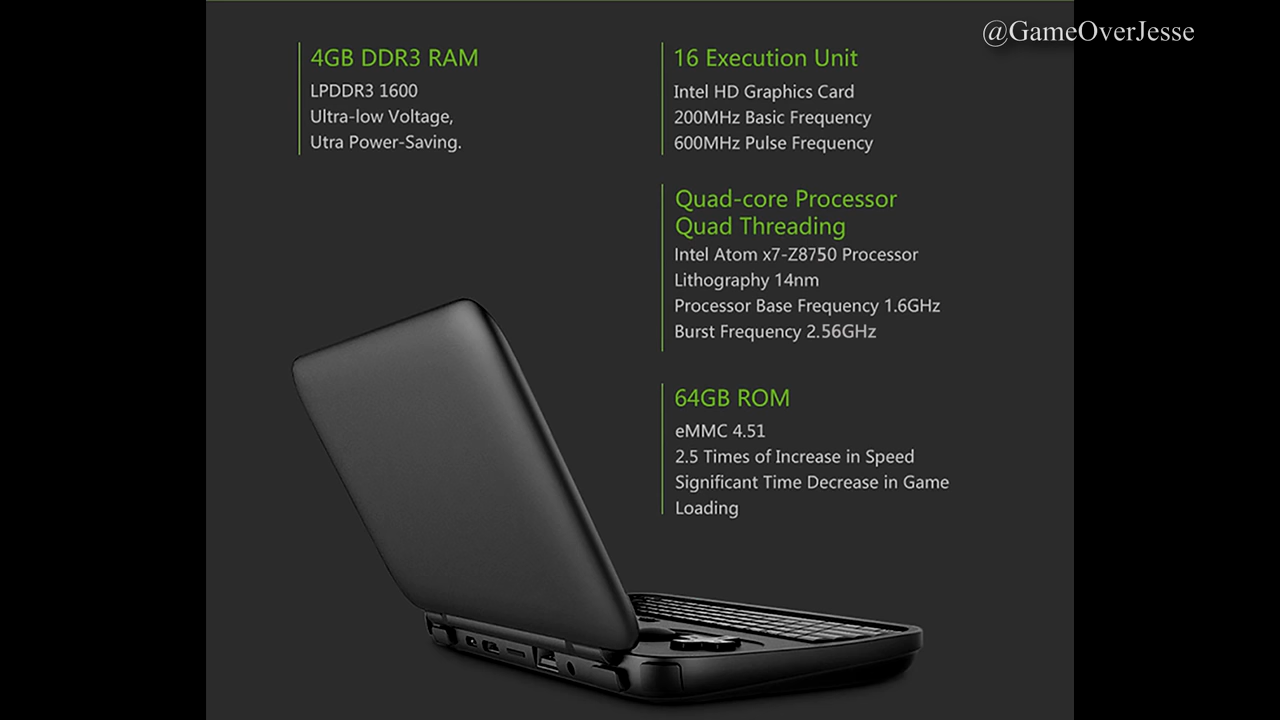 @GameOverJesse
4GB DDR3 RAM
LPDDR3 1600
Ultra-low Voltage,
Utra Power-Saving.
16 Execution Unit
Intel HD Graphics Card
200MHz Basic Frequency
600MHz Pulse Frequency
Quad-core Processor
Quad Threading
Intel Atom x7-Z8750 Processor
Lithography 14nm
Processor Base Frequency 1.6GHz
Burst Frequency 2.56GHz
64GB ROM
eMMC 4.51
2.5 Times of Increase in Speed
Significant Time Decrease in Game
Loading